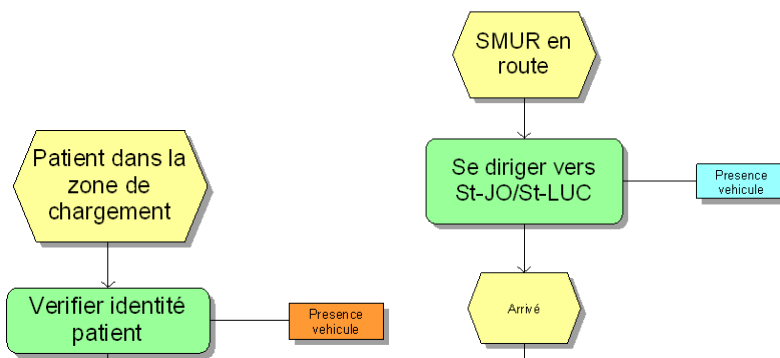 SMUR en
route
Patient dans la
zone de
chargement
Se diriger vers
St-JO/St-LUC
Presence
vehicule
Verifier identité
patient
Presence
vehicule
Arrivé